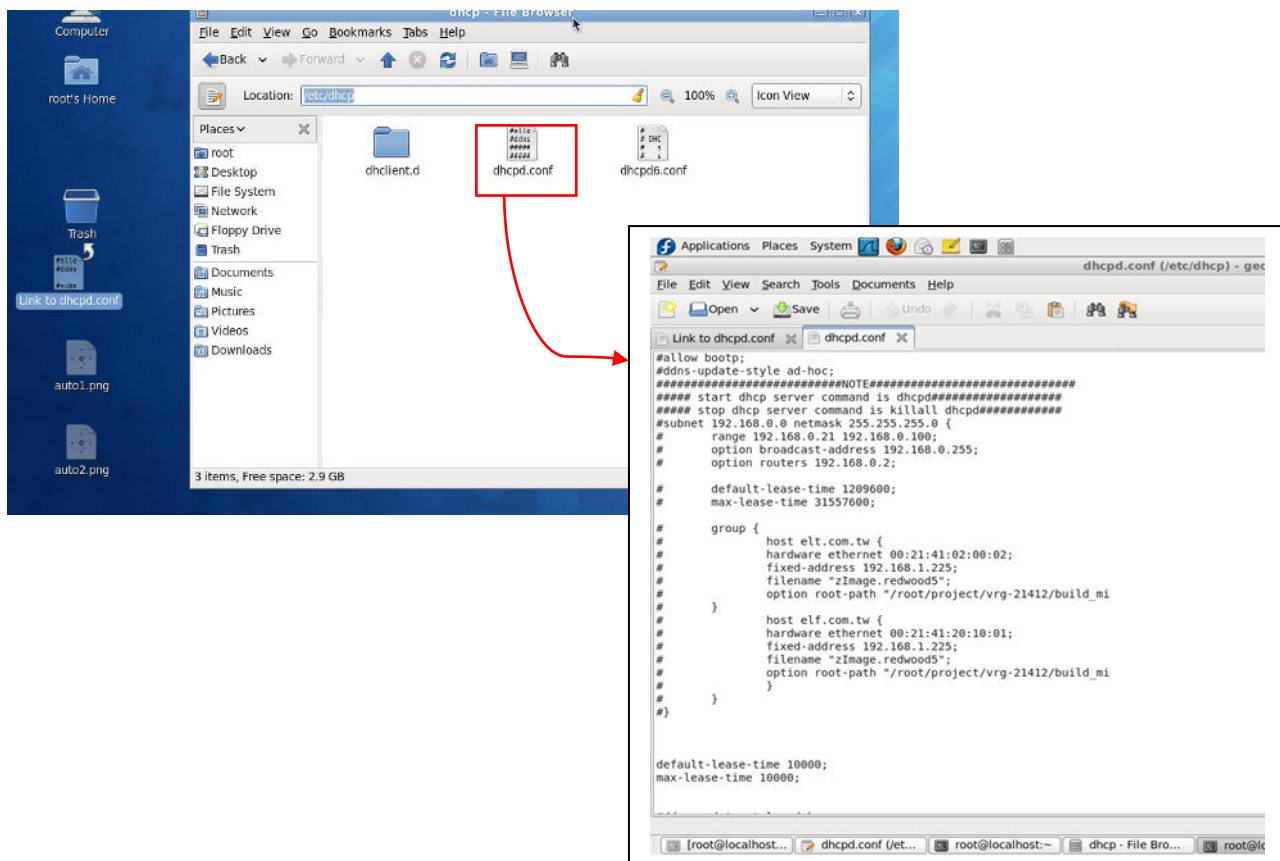 Computer
root's Home
Trash
Link to dhcpd.conf
auto1.png
auto2.png
dhcp - File Browser
File Edit View Go Bookmarks Tabs Help
Back Forward
Location: /etc/dhcp 100% Icon View
Places
root
Desktop
File System
Network
Floppy Drive
Trash
Documents
Music
Pictures
Videos
Downloads
dhclient.d dhcpd.conf dhcpd6.conf
3 items, Free space: 2.9 GB
Applications Places System
dhcpd.conf (/etc/dhcp) - ged
File Edit View Search Tools Documents Help
Open Save Undo
Link to dhcpd.conf dhcpd.conf
#allow bootp;
#ddns-update-style ad-hoc;
###########################NOTE##############################
##### start dhcp server command is dhcpd###################
##### stop dhcp server command is killall dhcpd############
#subnet 192.168.0.0 netmask 255.255.255.0 {
# range 192.168.0.21 192.168.0.100;
# option broadcast-address 192.168.0.255;
# option routers 192.168.0.2;
# default-lease-time 1209600;
# max-lease-time 31557600;
# group {
# host elt.com.tw {
# hardware ethernet 00:21:41:02:00:02;
# fixed-address 192.168.1.225;
# filename "zImage.redwood5";
# option root-path "/root/project/vrg-21412/build_mi
# }
# host elf.com.tw {
# hardware ethernet 00:21:41:20:10:01;
# fixed-address 192.168.1.225;
# filename "zImage.redwood5";
# option root-path "/root/project/vrg-21412/build_mi
# }
# }
#}
default-lease-time 10000;
max-lease-time 10000;
[root@localhost... dhcpd.conf (/et... root@localhost:~ dhcp - File Bro... root@lo